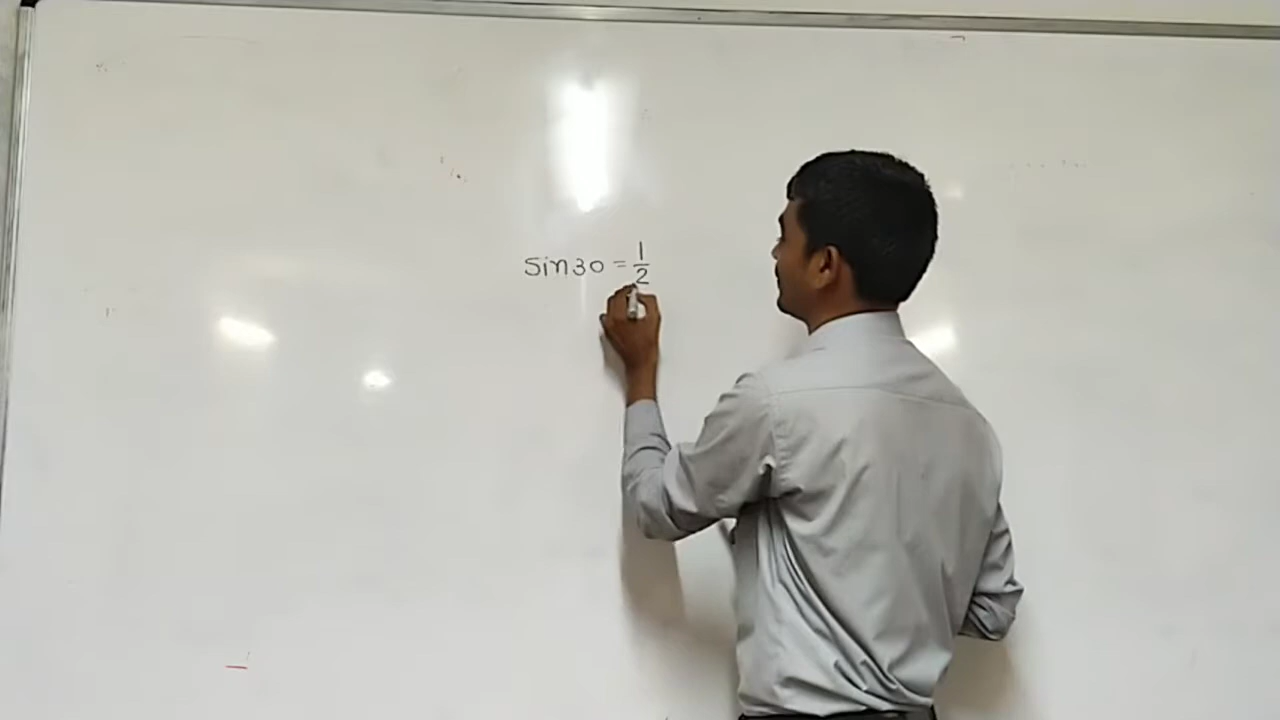 sin30 = 1/2